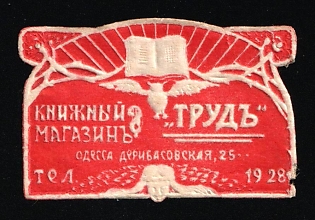 КНИЖНЫЙ
МАГАЗИНЪ
„ТРУДЪ“
ОДЕССА ДЕРИБАСОВСКАЯ, 25
ТЕЛ. 1928